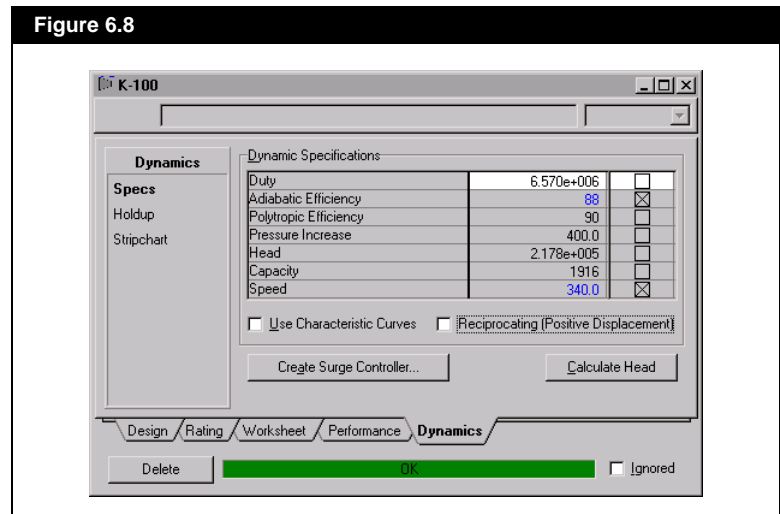 Figure 6.8
K-100
Dynamics
Specs
Holdup
Stripchart
Dynamic Specifications
Duty 6.570e+006
Adiabatic Efficiency 88
Polytropic Efficiency 90
Pressure Increase 400.0
Head 2.178e+005
Capacity 1916
Speed 340.0
Use Characteristic Curves Reciprocating (Positive Displacement)
Create Surge Controller... Calculate Head
Design Rating Worksheet Performance Dynamics
Delete OK Ignored